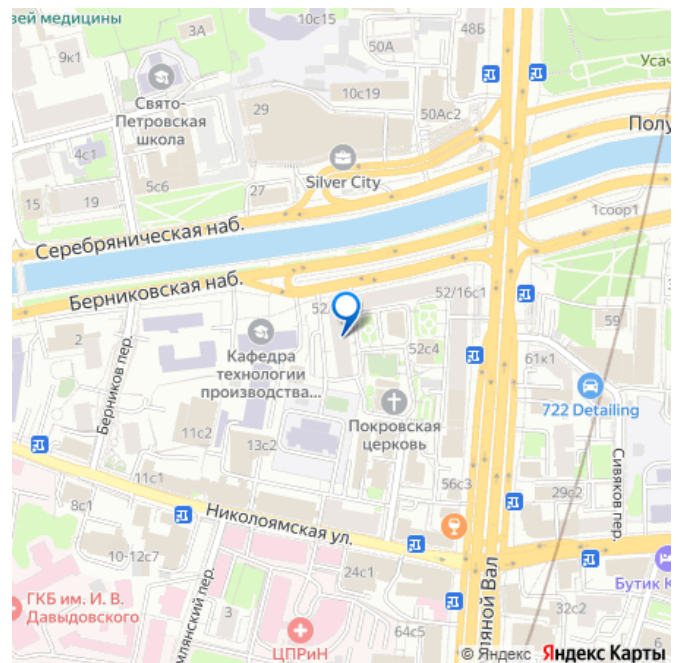 зей медицины
3А
10с15
48Б
50А
9к1
Усач
Свято-
Петровская
школа
10с19
29
50Ас2
Полу
4с1
Silver City
5с6
27
15
19
1соор1
Серебряническая наб.
Берниковская наб.
52/16с1
52
59
2
Кафедра
технологии
производства...
52с4
61к1
Берников пер.
722 Detailing
Покровская
церковь
11с2
13с2
Сивяков пер.
11с1
56с3
29с2
8с1
Николоямская ул.
10-12с7
24с1
Бутик К
ГКБ им. И. В.
Давыдовского
млянский пер.
3
32с2
ЦПРиН
64с5
ляной Вал
© Яндекс Яндекс Карты